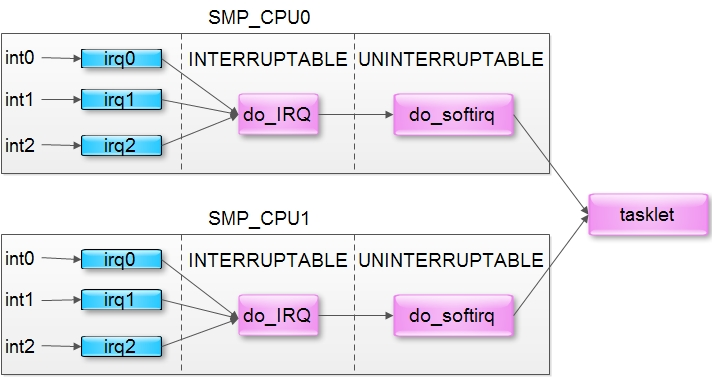 SMP_CPU0
INTERRUPTABLE UNINTERRUPTABLE
int0 irq0
int1 irq1
int2 irq2
do_IRQ do_softirq
tasklet
SMP_CPU1
INTERRUPTABLE UNINTERRUPTABLE
int0 irq0
int1 irq1
int2 irq2
do_IRQ do_softirq